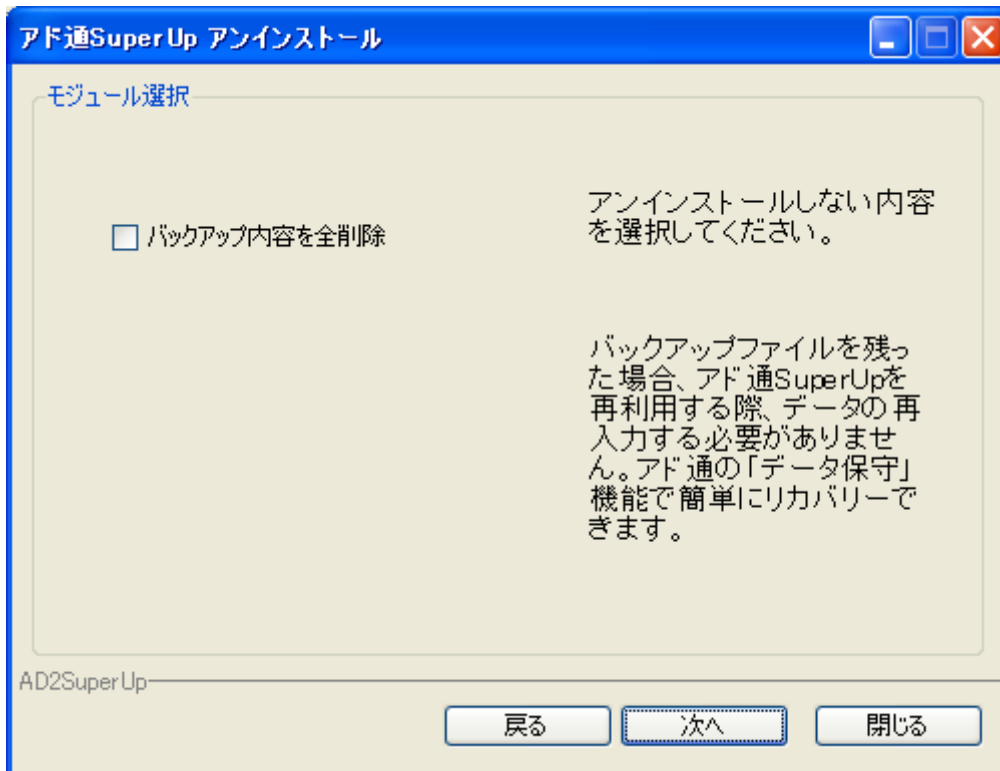 アド通SuperUp アンインストール
モジュール選択
バックアップ内容を全削除
アンインストールしない内容
を選択してください。
バックアップファイルを残っ
た場合、アド通SuperUpを
再利用する際、データの再
入力する必要がありませ
ん。アド通の「データ保守」
機能で簡単にリカバリーで
きます。
AD2SuperUp
戻る
次へ
閉じる